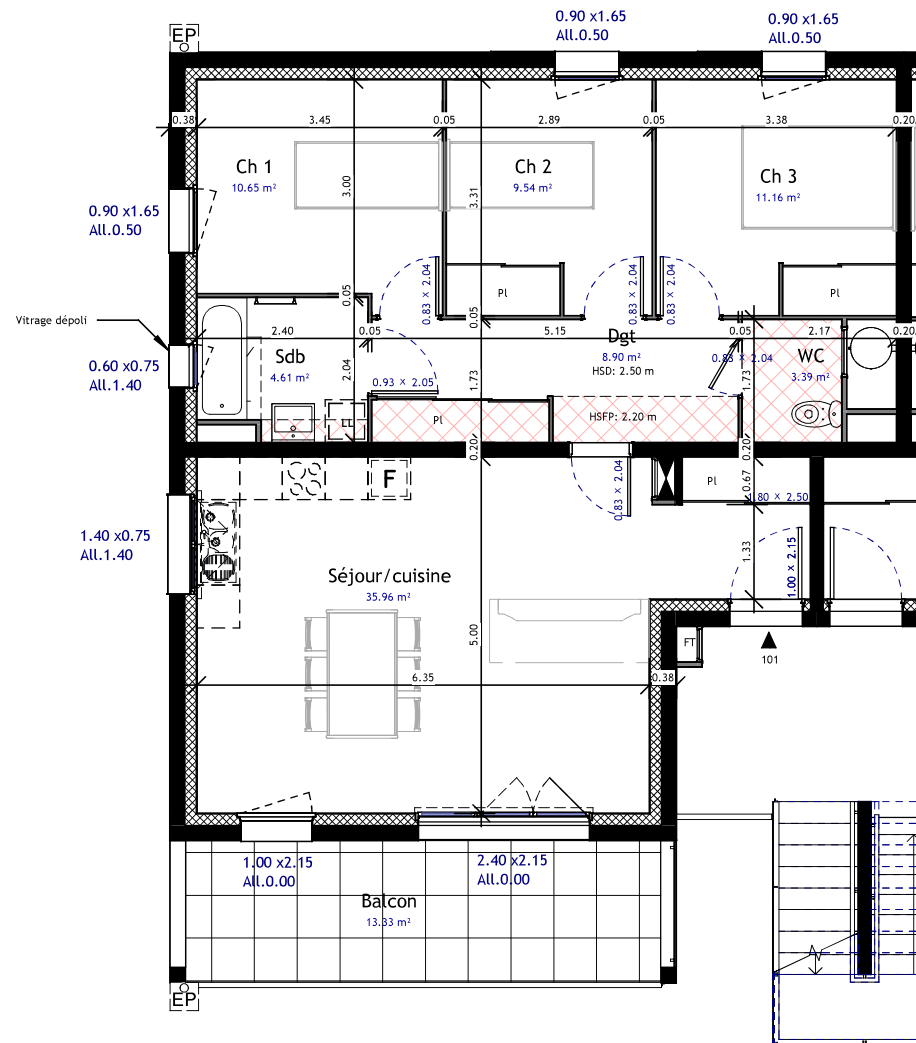 0.90 x1.65
All.0.50
0.90 x1.65
All.0.50
EP
0.38
3.45
0.05
2.89
0.05
3.38
0.20
Ch 1
10.65 m²
3.00
Ch 2
9.54 m²
3.31
Ch 3
11.16 m²
0.90 x1.65
All.0.50
0.83 × 2.04
0.83 × 2.04
0.83 × 2.04
Pl
Pl
0.05
0.05
Vitrage dépoli
2.40
0.05
5.15
0.05
2.17
0.20
Dgt
8.90 m²
HSD: 2.50 m
Sdb
4.61 m²
2.04
0.93 × 2.05
1.73
0.83 × 2.04
1.73
WC
3.39 m²
0.60 x0.75
All.1.40
LL
Pl
HSFP: 2.20 m
0.20
0.20
F
0.83 × 2.04
Pl
0.67
1.80 × 2.50
1.40 x0.75
All.1.40
1.33
1.00 × 2.15
Séjour/cuisine
35.96 m²
5.00
FT
101
6.35
0.38
1.00 x2.15
All.0.00
2.40 x2.15
All.0.00
Balcon
13.33 m²
EP